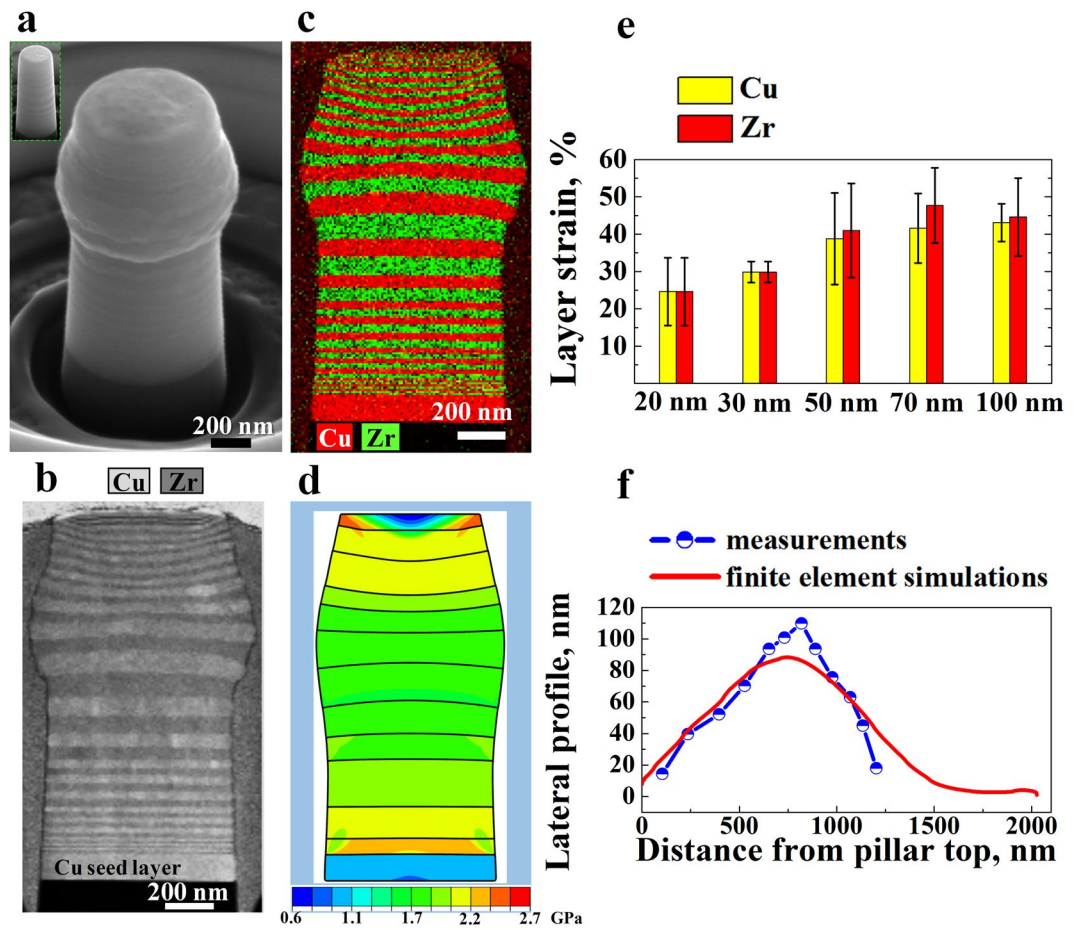 a
200 nm
b
Cu
Zr
Cu seed layer
200 nm
c
200 nm
Cu
Zr
d
0.6
1.1
1.7
2.2
2.7
GPa
e
Cu
Zr
Layer strain, %
60
50
40
30
20
10
20 nm
30 nm
50 nm
70 nm
100 nm
f
measurements
finite element simulations
Lateral profile, nm
120
100
80
60
40
20
0
0
500
1000
1500
2000
Distance from pillar top, nm